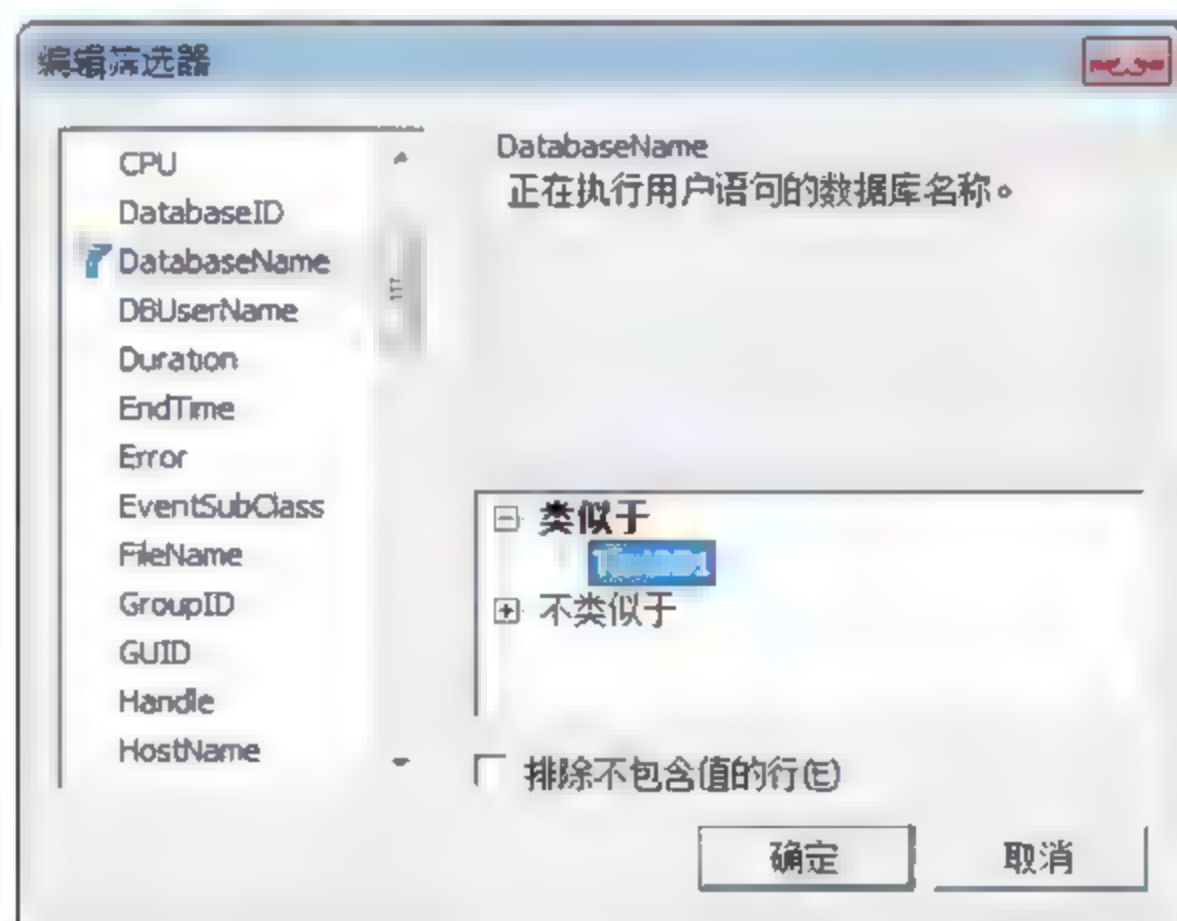 编辑筛选器
CPU
DatabaseID
DatabaseName
DBUserName
Duration
EndTime
Error
EventSubClass
FileName
GroupID
GUID
Handle
HostName
DatabaseName
正在执行用户语句的数据库名称。
类似于
不类似于
排除不包含值的行(E)
确定
取消